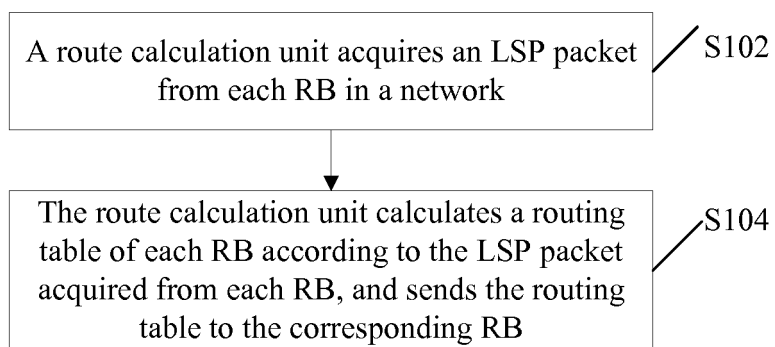 A route calculation unit acquires an LSP packet
from each RB in a network
S102
The route calculation unit calculates a routing
table of each RB according to the LSP packet
acquired from each RB, and sends the routing
table to the corresponding RB
S104